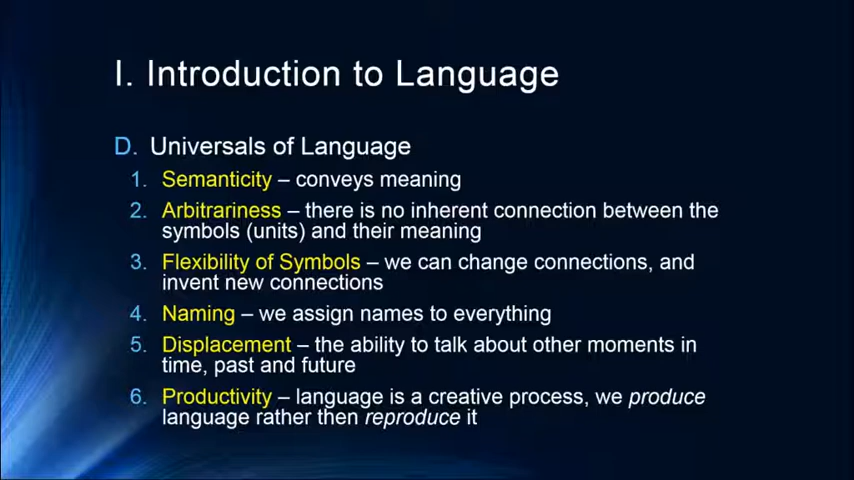 I. Introduction to Language
D. Universals of Language
1. Semanticity – conveys meaning
2. Arbitrariness – there is no inherent connection between the
symbols (units) and their meaning
3. Flexibility of Symbols – we can change connections, and
invent new connections
4. Naming – we assign names to everything
5. Displacement – the ability to talk about other moments in
time, past and future
6. Productivity – language is a creative process, we produce
language rather then reproduce it